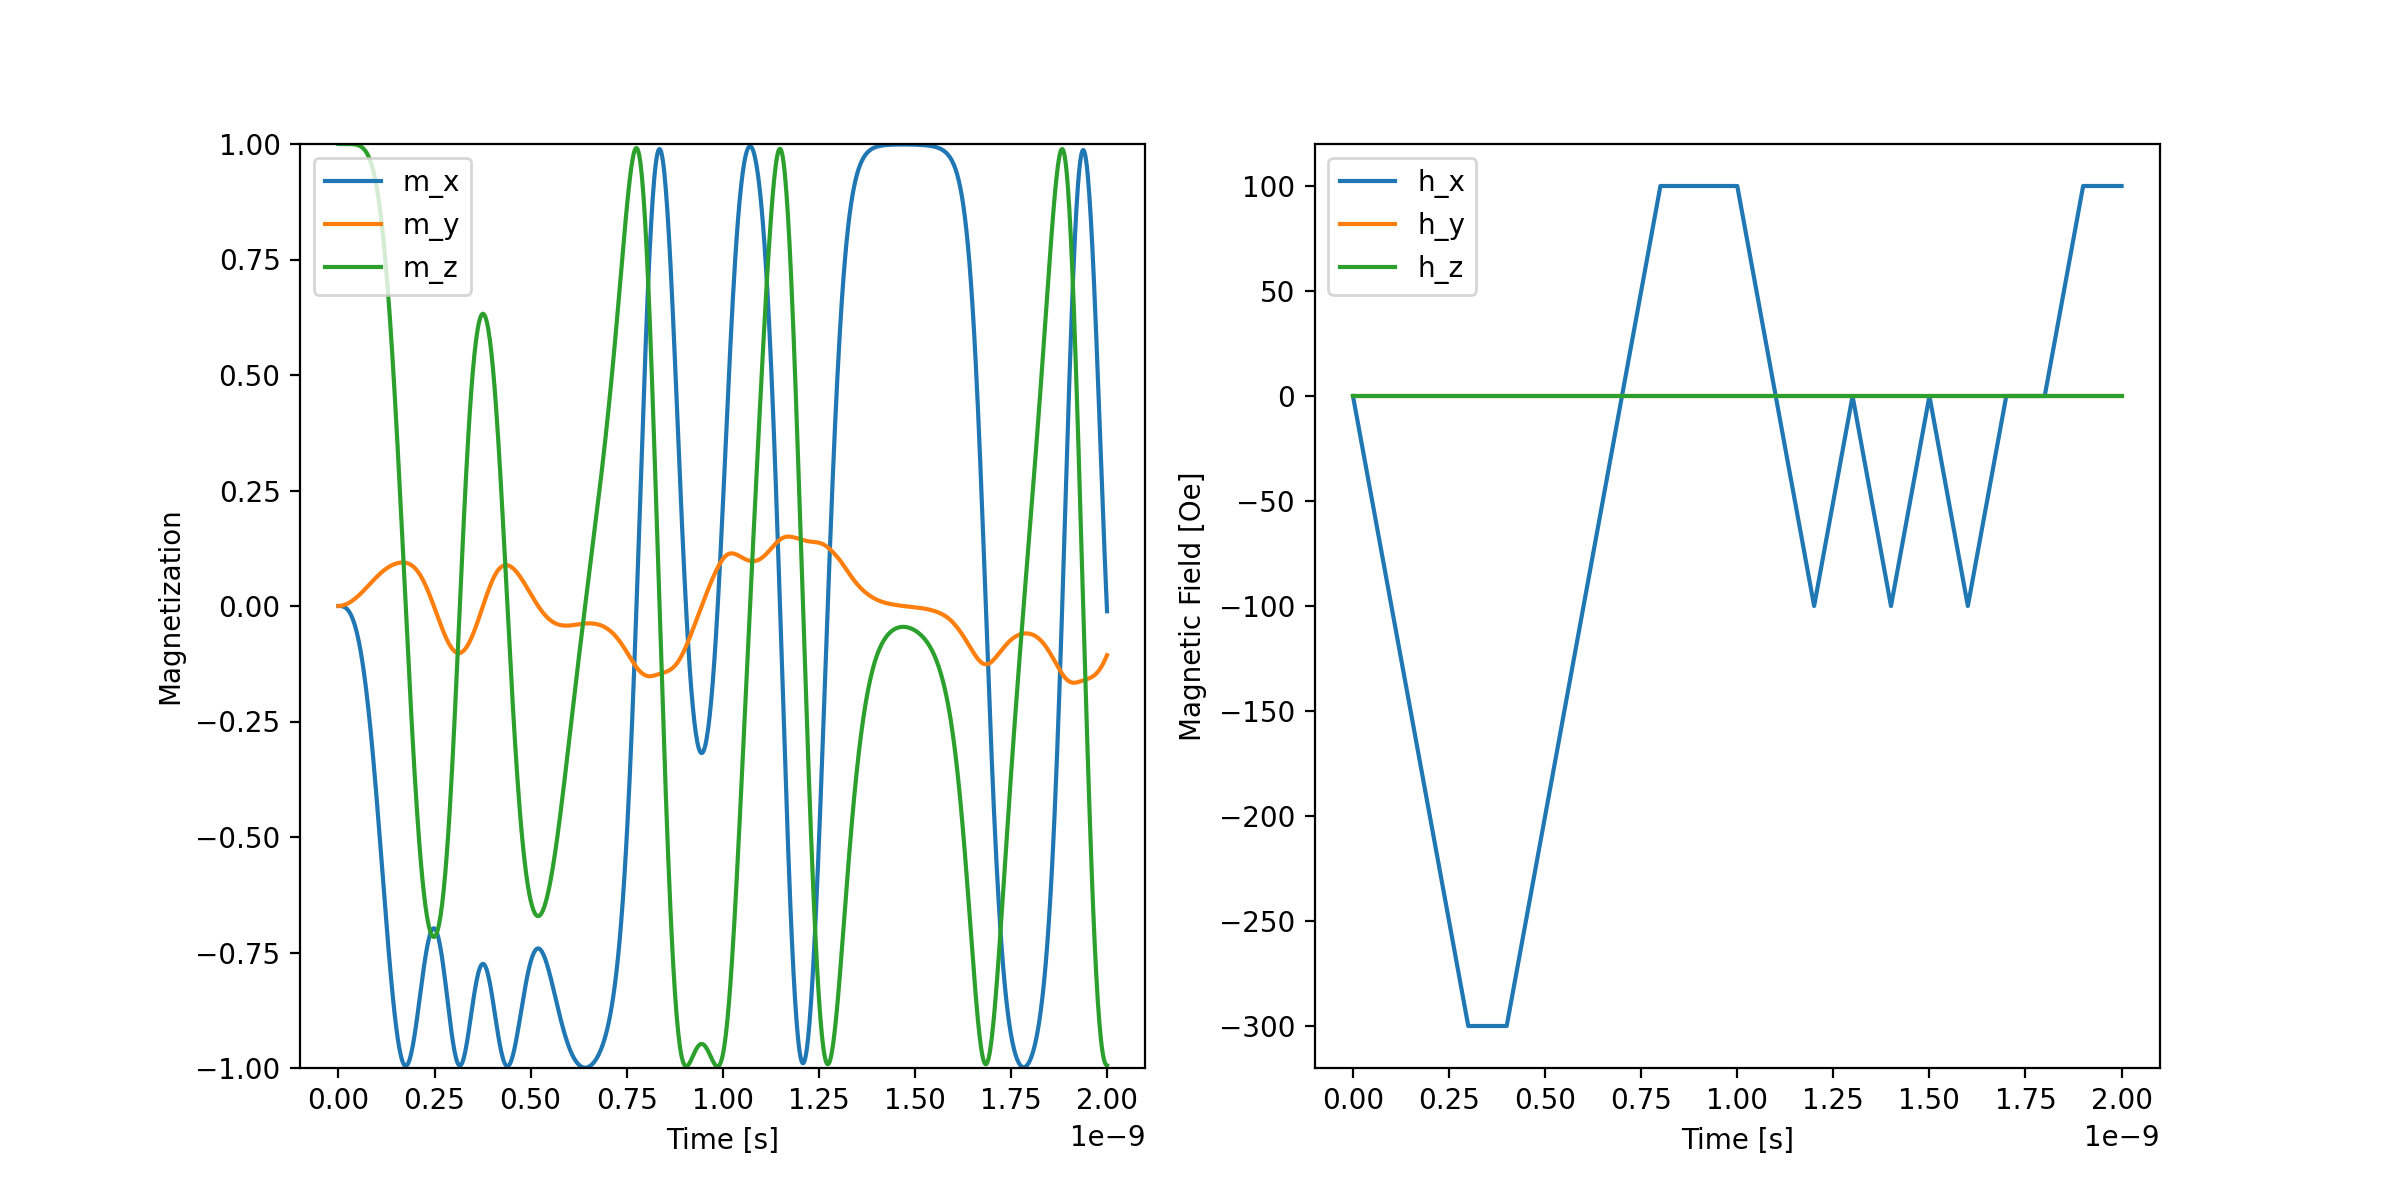 m_x
m_y
m_z
1.00
0.75
0.50
0.25
0.00
−0.25
−0.50
−0.75
−1.00
Magnetization
0.00 0.25 0.50 0.75 1.00 1.25 1.50 1.75 2.00
Time [s]
1e−9
h_x
h_y
h_z
100
50
0
−50
−100
−150
−200
−250
−300
Magnetic Field [Oe]
0.00 0.25 0.50 0.75 1.00 1.25 1.50 1.75 2.00
Time [s]
1e−9